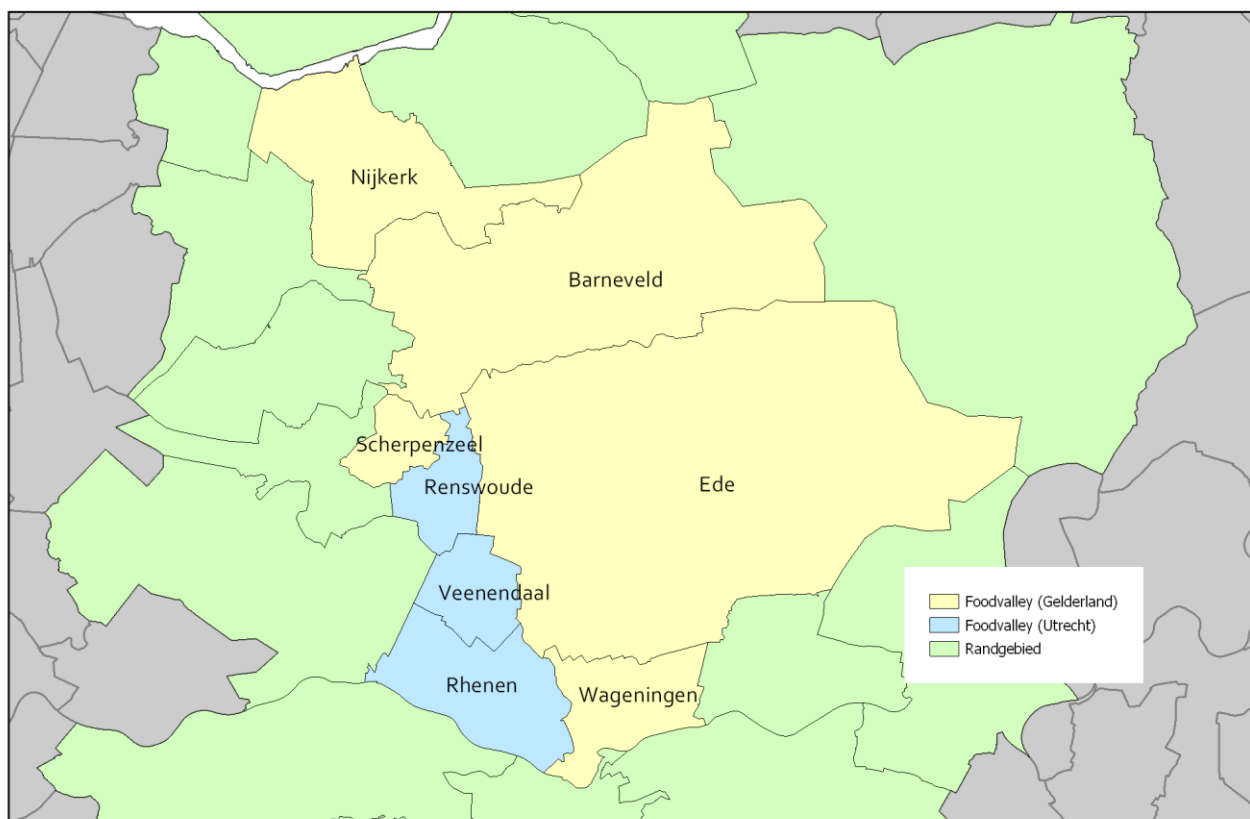 Nijkerk
Barneveld
Scherpenzeel
Renswoude
Ede
Veenendaal
Foodvalley (Gelderland)
Foodvalley (Utrecht)
Randgebied
Rhenen
Wageningen